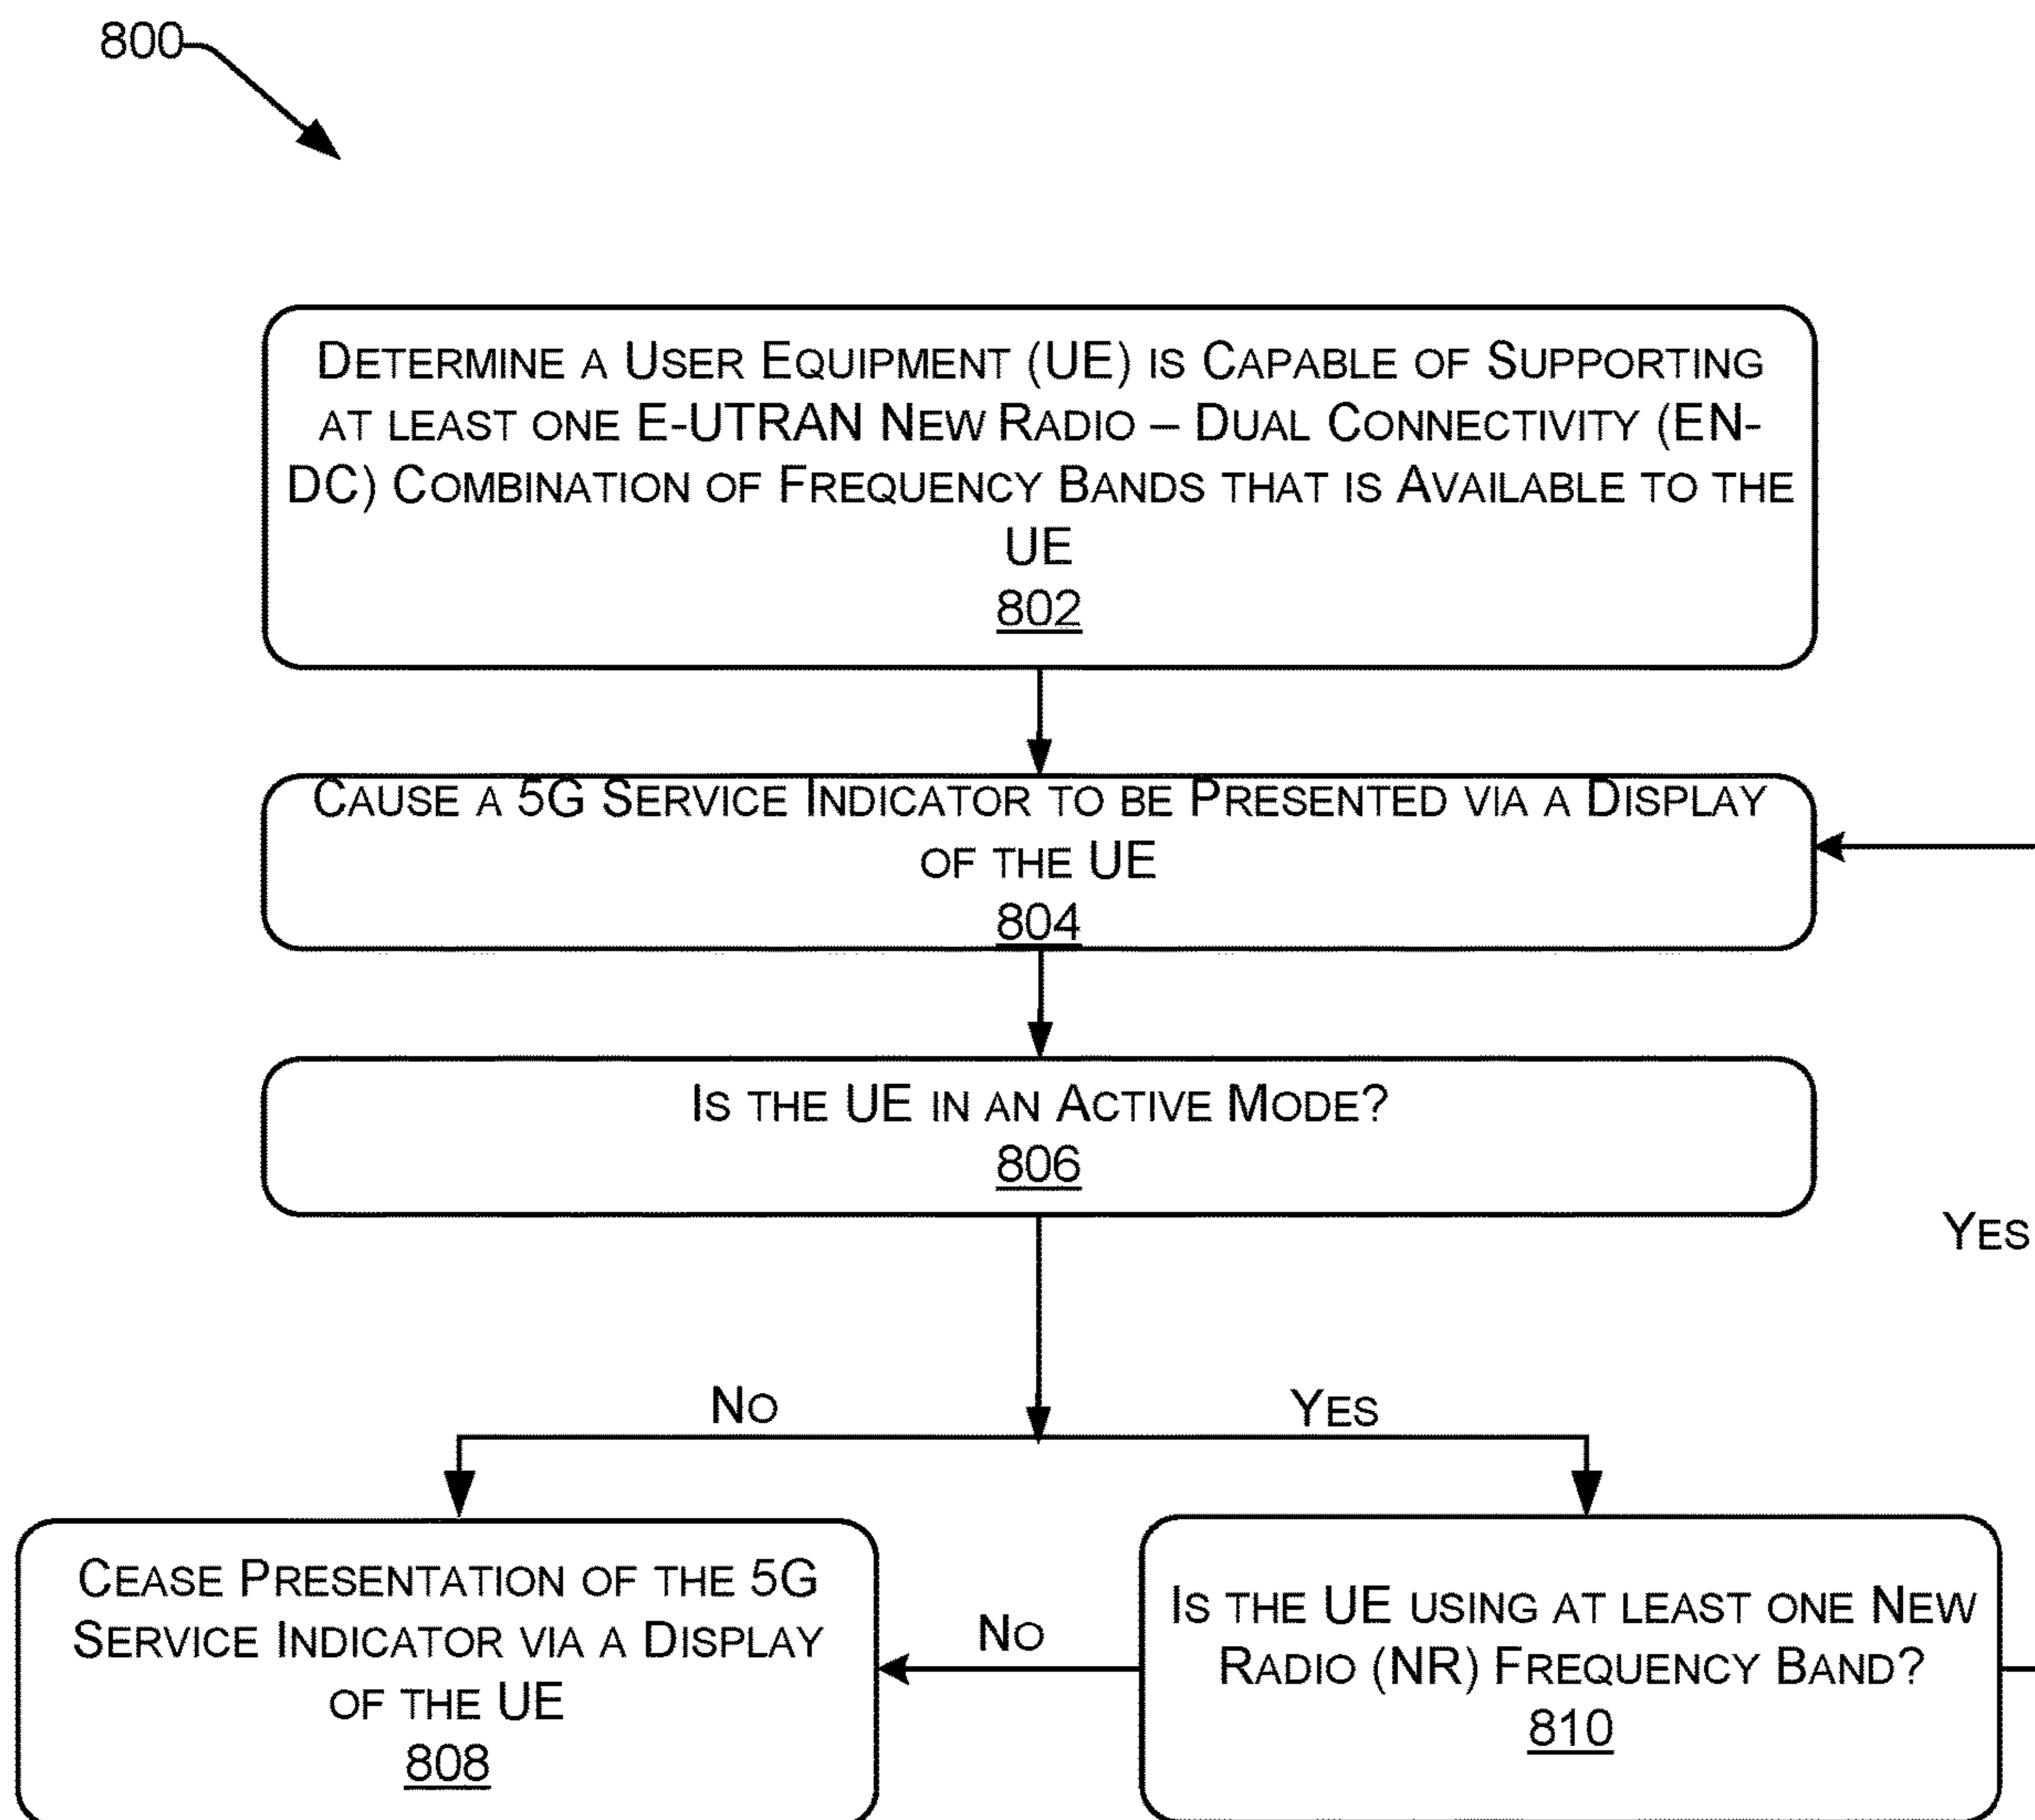 800
DETERMINE A USER EQUIPMENT (UE) IS CAPABLE OF SUPPORTING
AT LEAST ONE E-UTRAN NEW RADIO – DUAL CONNECTIVITY (EN-
DC) COMBINATION OF FREQUENCY BANDS THAT IS AVAILABLE TO THE
UE
802
CAUSE A 5G SERVICE INDICATOR TO BE PRESENTED VIA A DISPLAY
OF THE UE
804
IS THE UE IN AN ACTIVE MODE?
806
YES
NO
YES
CEASE PRESENTATION OF THE 5G
SERVICE INDICATOR VIA A DISPLAY
OF THE UE
808
NO
IS THE UE USING AT LEAST ONE NEW
RADIO (NR) FREQUENCY BAND?
810